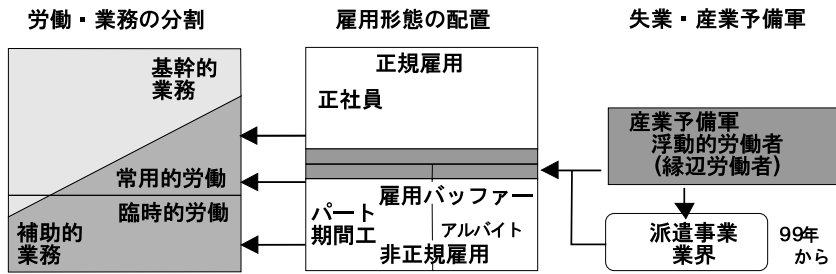 労働・業務の分割
雇用形態の配置
失業・産業予備軍
基幹的
業務
常用的労働
臨時的労働
補助的
業務
正規雇用
正社員
雇用バッファー
パート
期間工
アルバイト
非正規雇用
産業予備軍
浮動的労働者
(縁辺労働者)
派遣事業
業界
99年
から